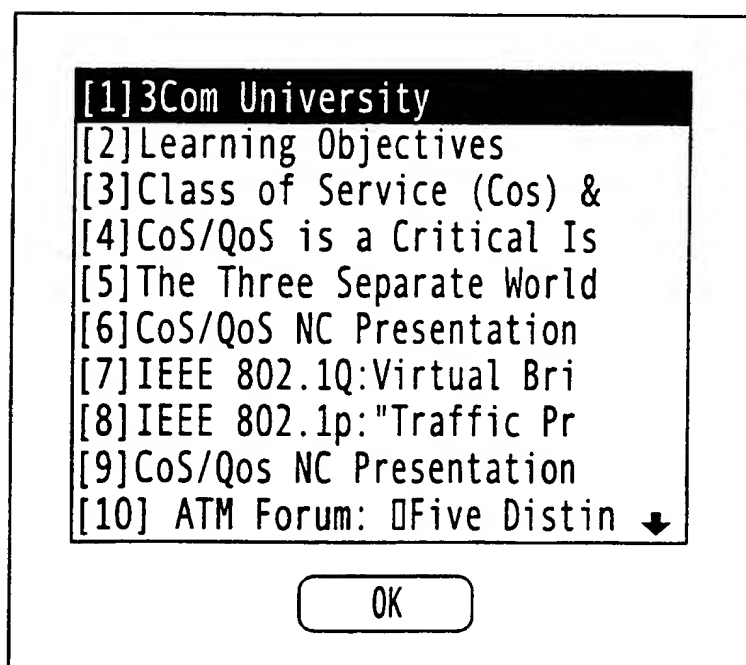 [1]3Com University
[2]Learning Objectives
[3]Class of Service (Cos) &
[4]CoS/QoS is a Critical Is
[5]The Three Separate World
[6]CoS/QoS NC Presentation
[7]IEEE 802.1Q:Virtual Bri
[8]IEEE 802.1p:"Traffic Pr
[9]CoS/Qos NC Presentation
[10] ATM Forum: ▯Five Distin
OK